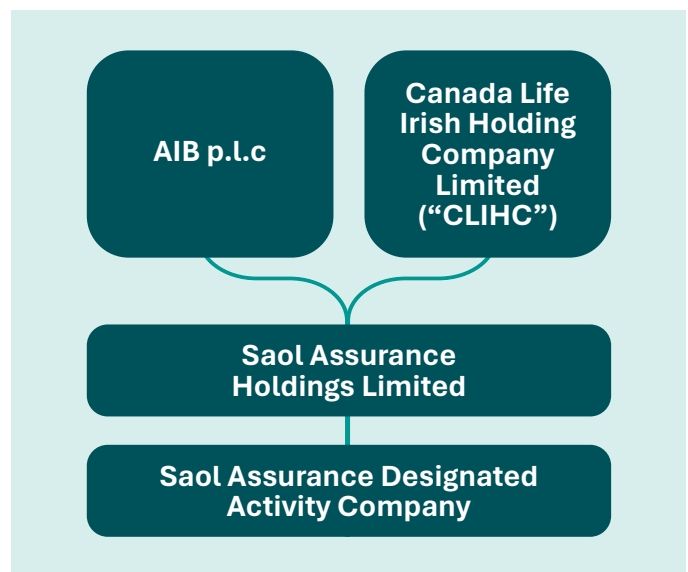 AIB p.l.c
Canada Life
Irish Holding
Company
Limited
(“CLIHC”)
Saol Assurance
Holdings Limited
Saol Assurance Designated
Activity Company